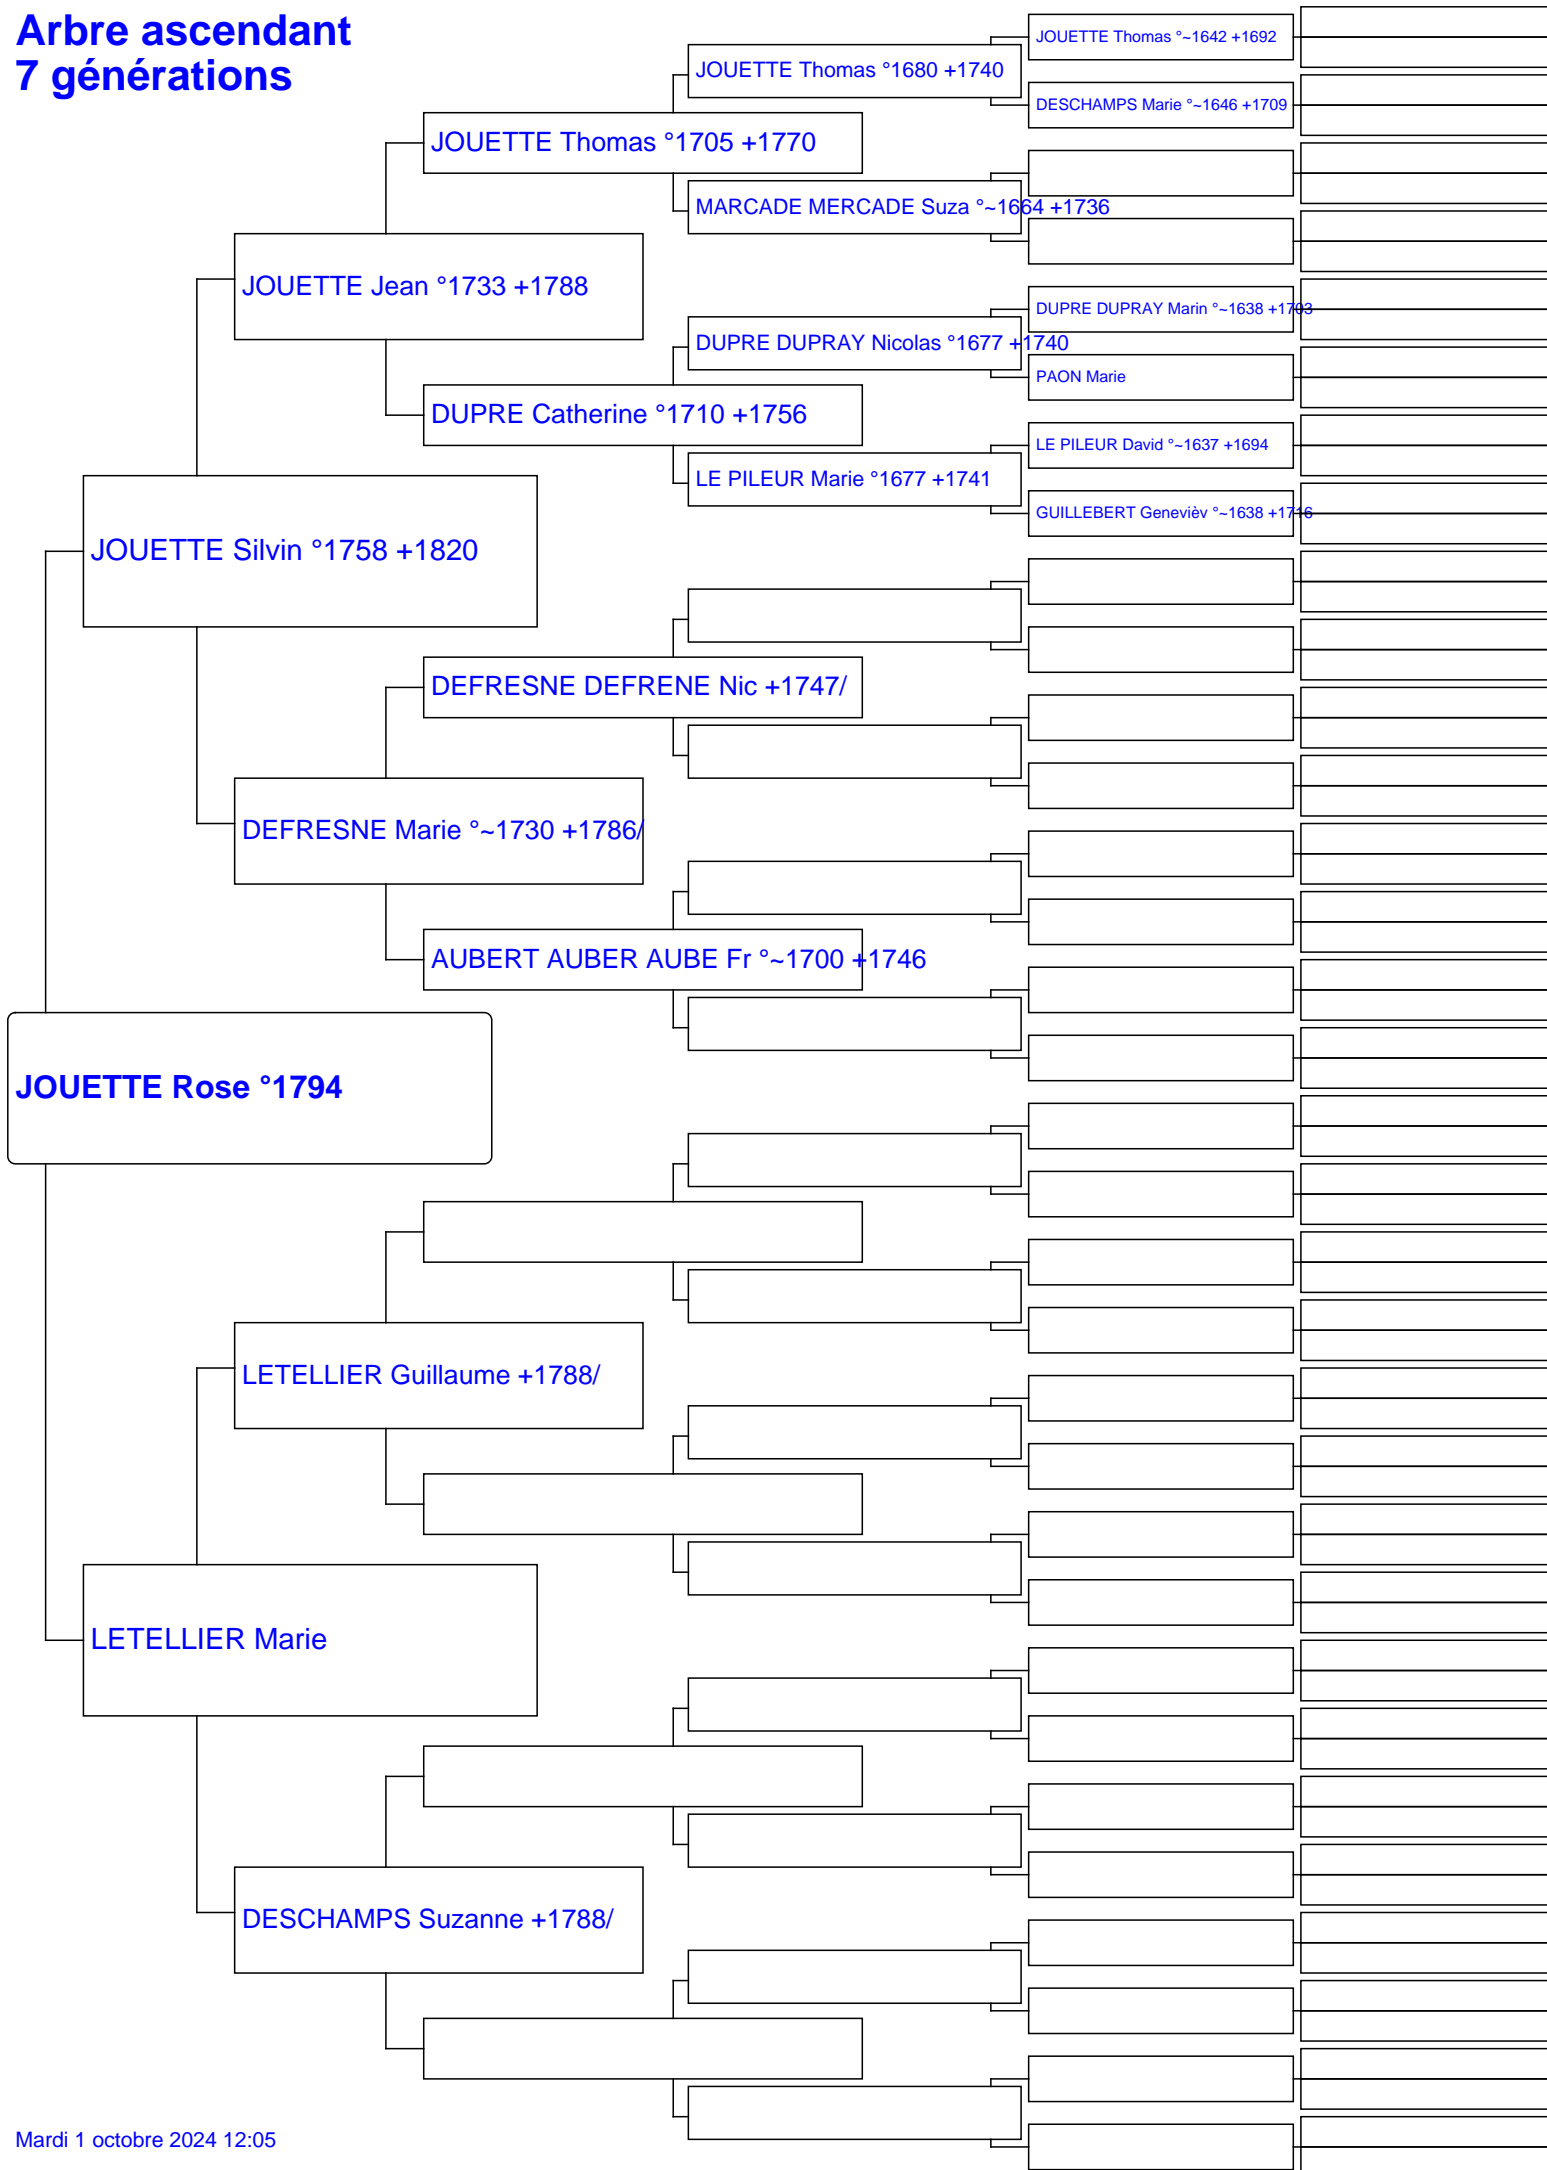 Arbre ascendant
7 générations
JOUETTE Thomas °~1642 +1692
JOUETTE Thomas °1680 +1740
DESCHAMPS Marie °~1646 +1709
JOUETTE Thomas °1705 +1770
MARCADE MERCADE Suza °~1664 +1736
JOUETTE Jean °1733 +1788
DUPRE DUPRAY Marin °~1638 +1703
DUPRE DUPRAY Nicolas °1677 +1740
PAON Marie
DUPRE Catherine °1710 +1756
LE PILEUR David °~1637 +1694
LE PILEUR Marie °1677 +1741
GUILLEBERT Genevièv °~1638 +1716
JOUETTE Silvin °1758 +1820
DEFRESNE DEFRENE Nic +1747/
DEFRESNE Marie °~1730 +1786/
AUBERT AUBER AUBE Fr °~1700 +1746
JOUETTE Rose °1794
LETELLIER Guillaume +1788/
LETELLIER Marie
DESCHAMPS Suzanne +1788/
Mardi 1 octobre 2024 12:05